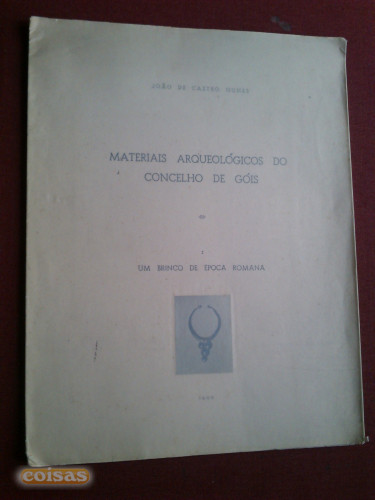 JOÃO DE CASTRO NUNES
MATERIAIS ARQUEOLÓGICOS DO
CONCELHO DE GÓIS
I
UM BRINCO DE ÉPOCA ROMANA
coisas